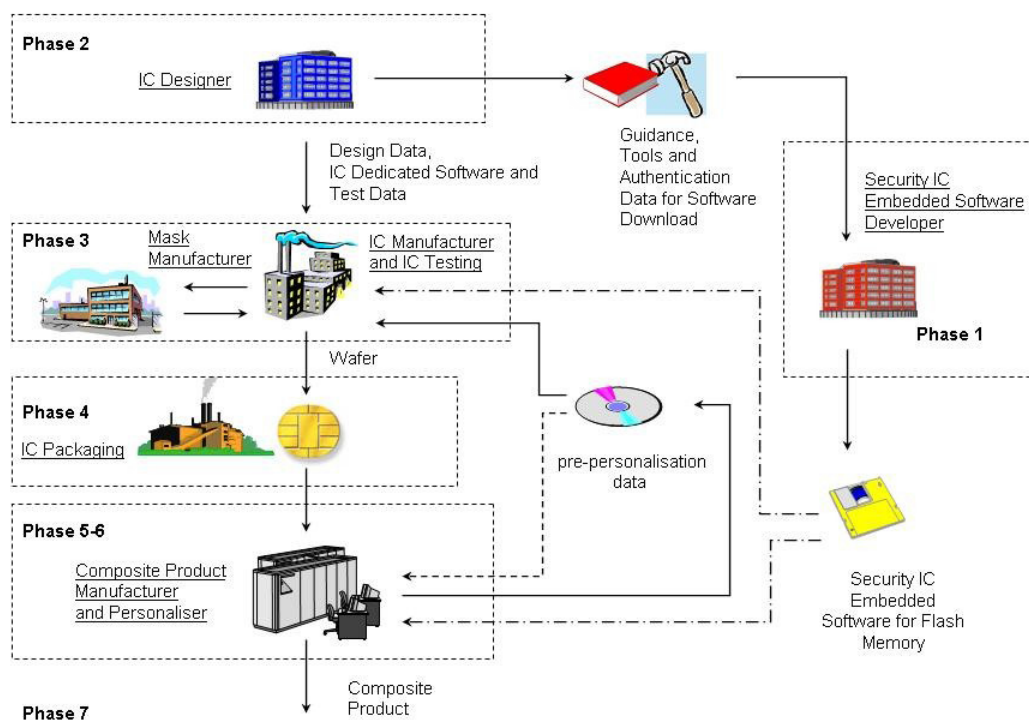 Phase 2
IC Designer
Guidance,
Tools and
Authentication
Data for Software
Download
Design Data,
IC Dedicated Software and
Test Data
Security IC
Embedded Software
Developer
Phase 1
Phase 3
Mask
Manufacturer
IC Manufacturer
and IC Testing
Wafer
Phase 4
IC Packaging
pre-personalisation
data
Security IC
Embedded
Software for Flash
Memory
Phase 5-6
Composite Product
Manufacturer
and Personaliser
Composite
Product
Phase 7